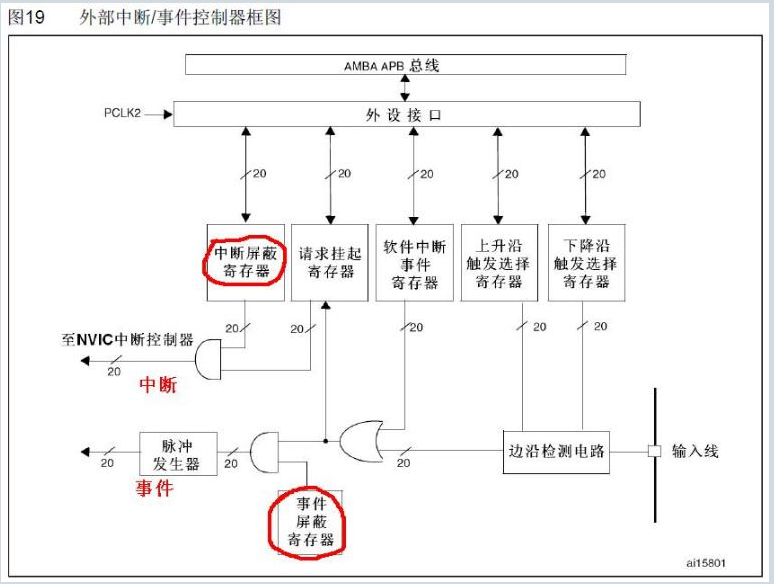 图19 外部中断/事件控制器框图
AMBA APB 总线
PCLK2
外设接口
20
20
20
20
20
中断屏蔽
寄存器
请求挂起
寄存器
软件中断
事件
寄存器
上升沿
触发选择
寄存器
下降沿
触发选择
寄存器
20
20
20
20
20
至NVIC中断控制器
20
中断
脉冲
发生器
20
20
事件
20
边沿检测电路
输入线
事件
屏蔽
寄存器
ai15801